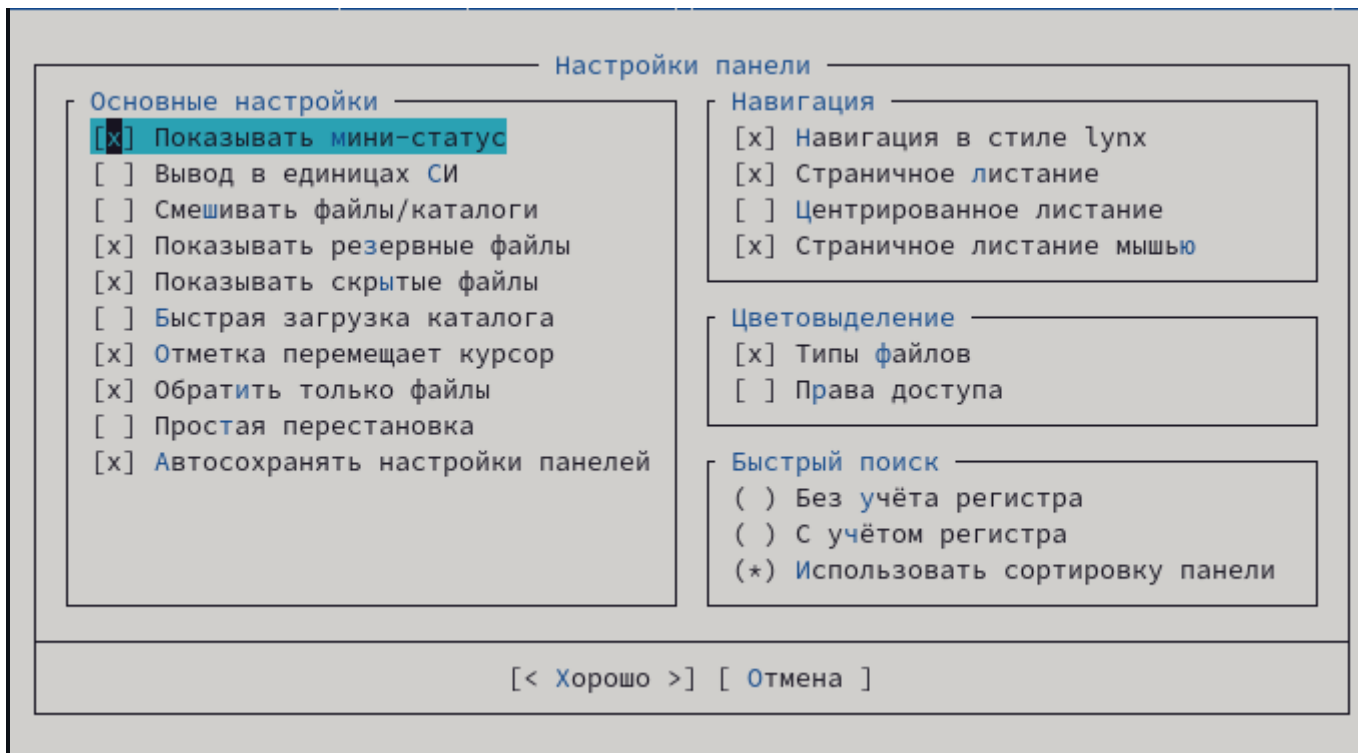 Настройки панели
Основные настройки
[x] Показывать мини-статус
[ ] Вывод в единицах СИ
[ ] Смешивать файлы/каталоги
[x] Показывать резервные файлы
[x] Показывать скрытые файлы
[ ] Быстрая загрузка каталога
[x] Отметка перемещает курсор
[x] Обратить только файлы
[ ] Простая перестановка
[x] Автосохранять настройки панелей
Навигация
[x] Навигация в стиле lynx
[x] Страничное листание
[ ] Центрированное листание
[x] Страничное листание мышью
Цветовыделение
[x] Типы файлов
[ ] Права доступа
Быстрый поиск
( ) Без учёта регистра
( ) С учётом регистра
(*) Использовать сортировку панели
[< Хорошо >] [ Отмена ]